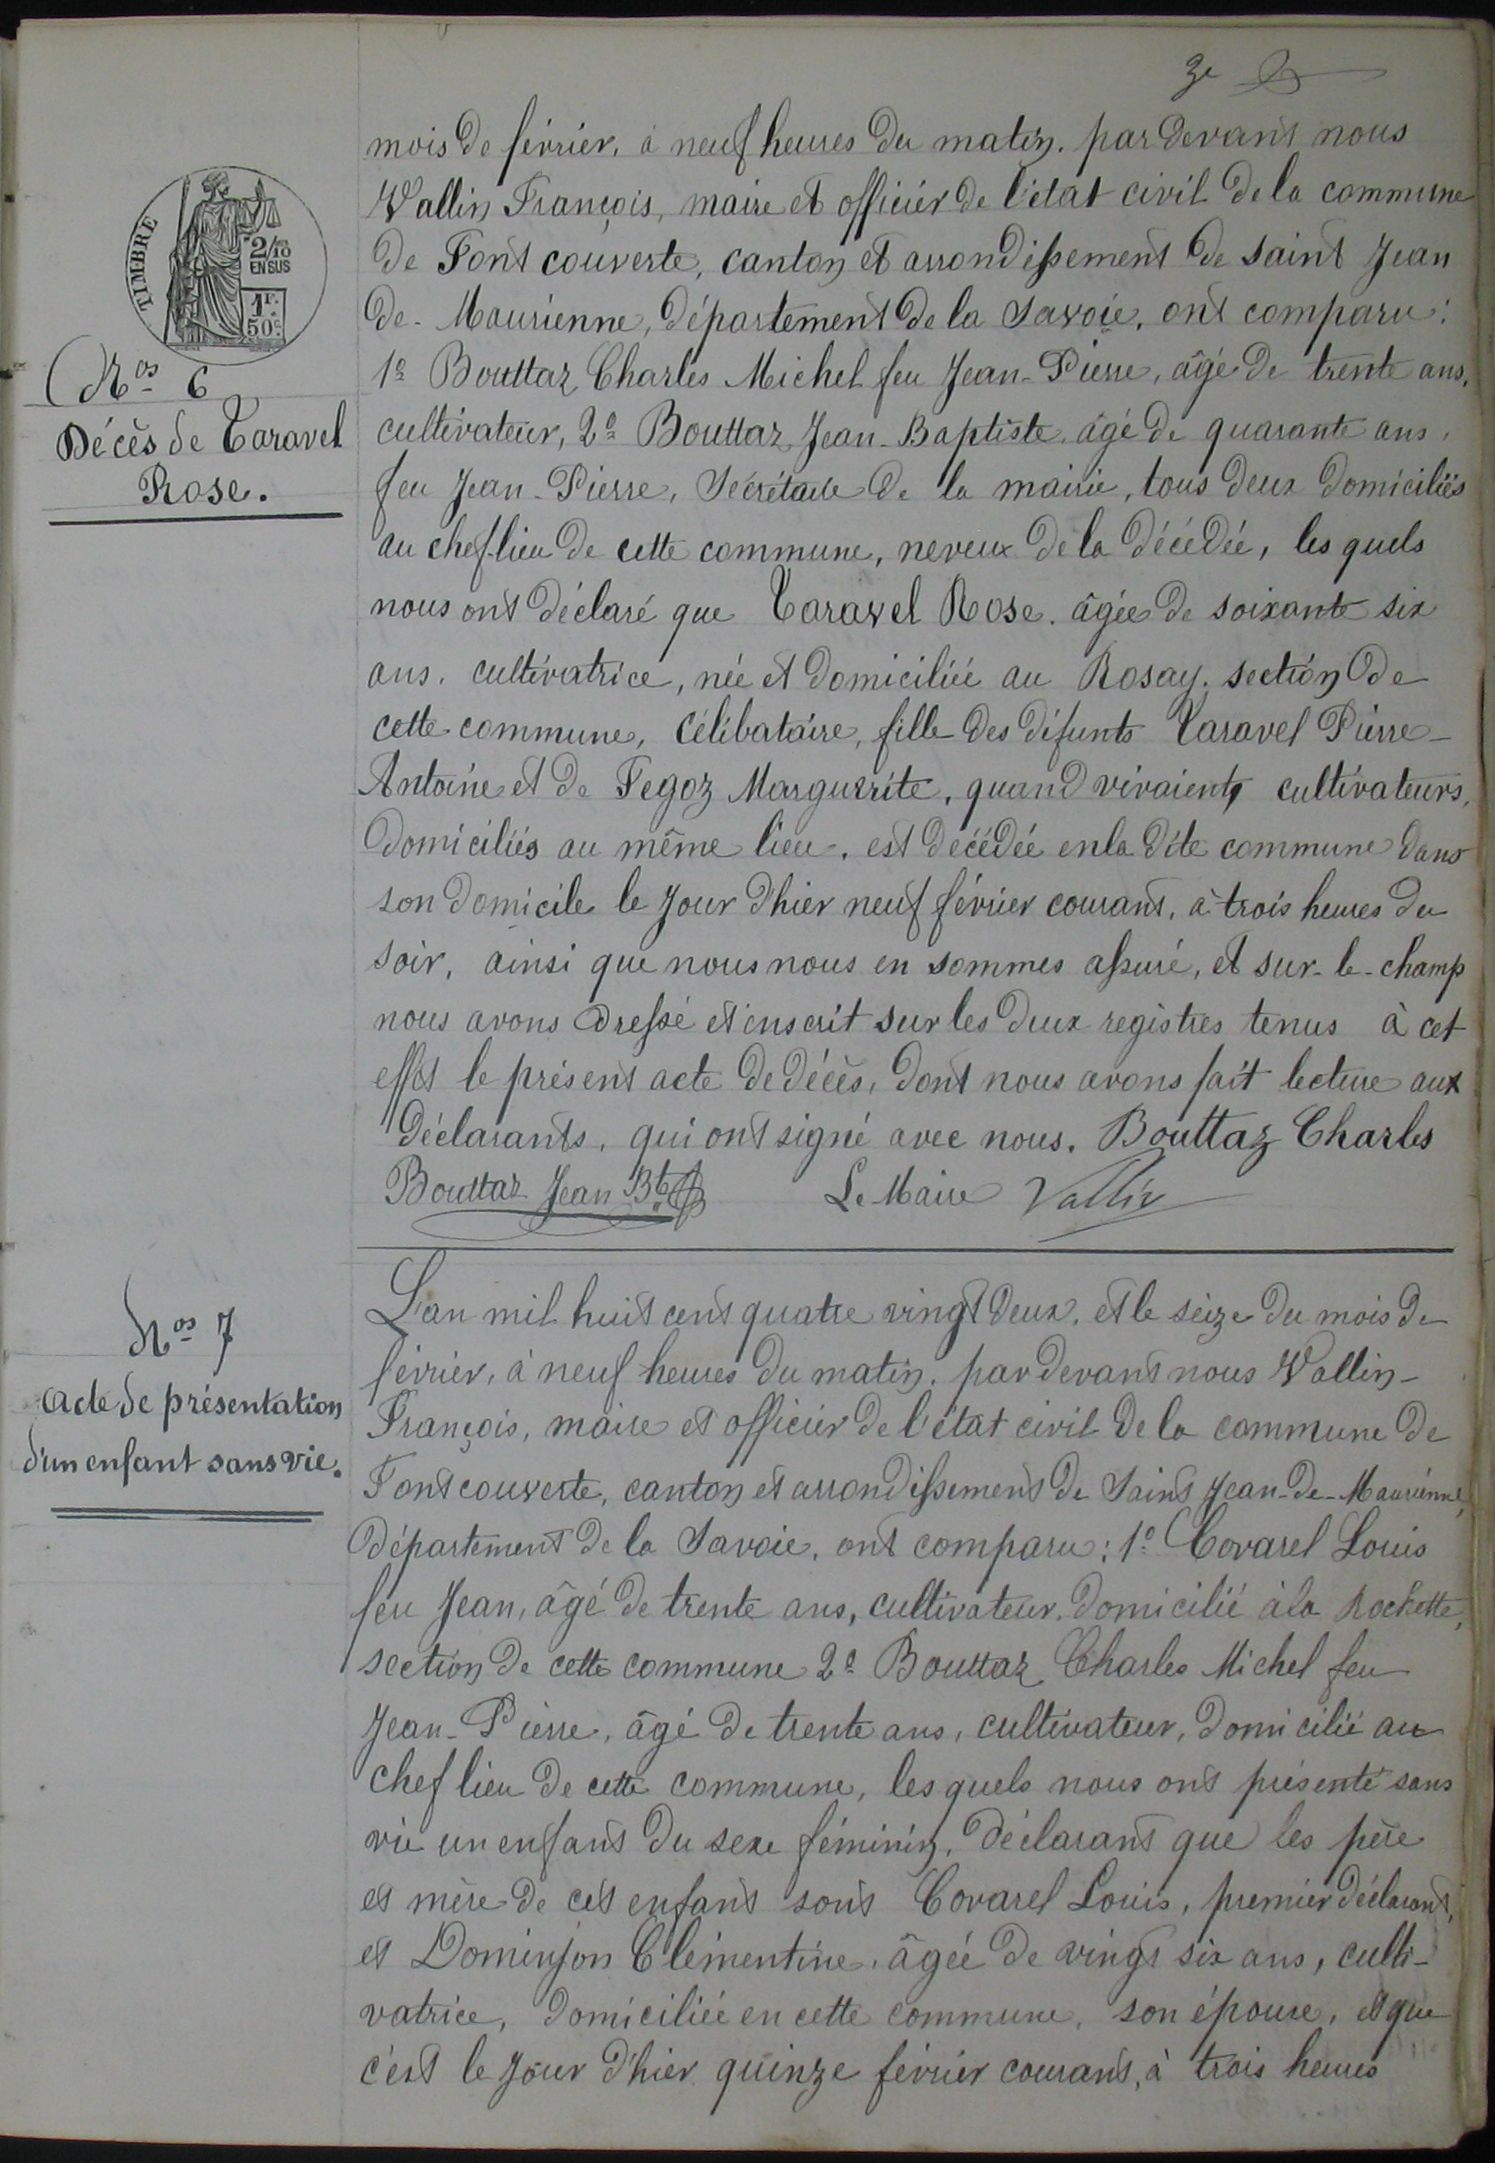 3e
mois de février, à neuf heures du matin. par devant nous
Vallin François, maire et officier de l'état civil de la commune
de Font couverte, canton et arrondissement de saint Jean
de-Maurienne, département de la Savoie, ont comparu :
1º Bouttaz Charles Michel feu Jean-Pierre, âgé de trente ans,
cultivateur, 2º Bouttaz Jean-Baptiste âgé de quarante ans,
feu Jean-Pierre, Secrétaire de la mairie, tous deux domiciliés
au chef-lieu de cette commune, neveux de la décédée, les quels
nous ont déclaré que Taravel Rose. âgée de soixante six
ans, cultivatrice, née et domiciliée au Rosay, section de
cette commune, célibataire, fille des défunts Taravel Pierre-
Antoine et de Fegoz Marguerite, quand vivaient, cultivateurs,
domiciliés au même lieu, est décédée en la dite commune dans
son domicile le jour d'hier neuf février courant, à trois heures du
soir, ainsi que nous nous en sommes assuré, et sur-le-champ
nous avons dressé et inscrit sur les deux registres tenus à cet
effet le présent acte de décès, dont nous avons fait lecture aux
déclarants, qui ont signé avec nous. Bouttaz Charles
Bouttaz Jean Bte Le Maire Vallin
TIMBRE
2/10
EN SUS
1F.
50c.
Nos 6
Décès de Taravel
Rose.
Nos 7
Acte de présentation
d'un enfant sans vie.
L'an mil huit cent quatre vingt deux, et le seize du mois de
février, à neuf heures du matin, par devant nous Vallin-
François, maire et officier de l'état civil de la commune de
Fontcouverte, canton et arrondissement de Saint Jean-de-Maurienne,
département de la Savoie, ont comparu : 1º Covarel Louis
feu Jean, âgé de trente ans, cultivateur, domicilié à la Rochette,
section de cette commune 2º Bouttaz Charles Michel feu
Jean-Pierre, âgé de trente ans, cultivateur, domicilié au
chef lieu de cette commune, les quels nous ont présenté sans
vie un enfant du sexe féminin, déclarant que les père
et mère de cet enfant sont Covarel Louis, premier déclarant,
et Dominjon Clémentine, âgée de vingt six ans, culti-
vatrice, domiciliée en cette commune, son épouse, et que
c'est le jour d'hier quinze février courant, à trois heures